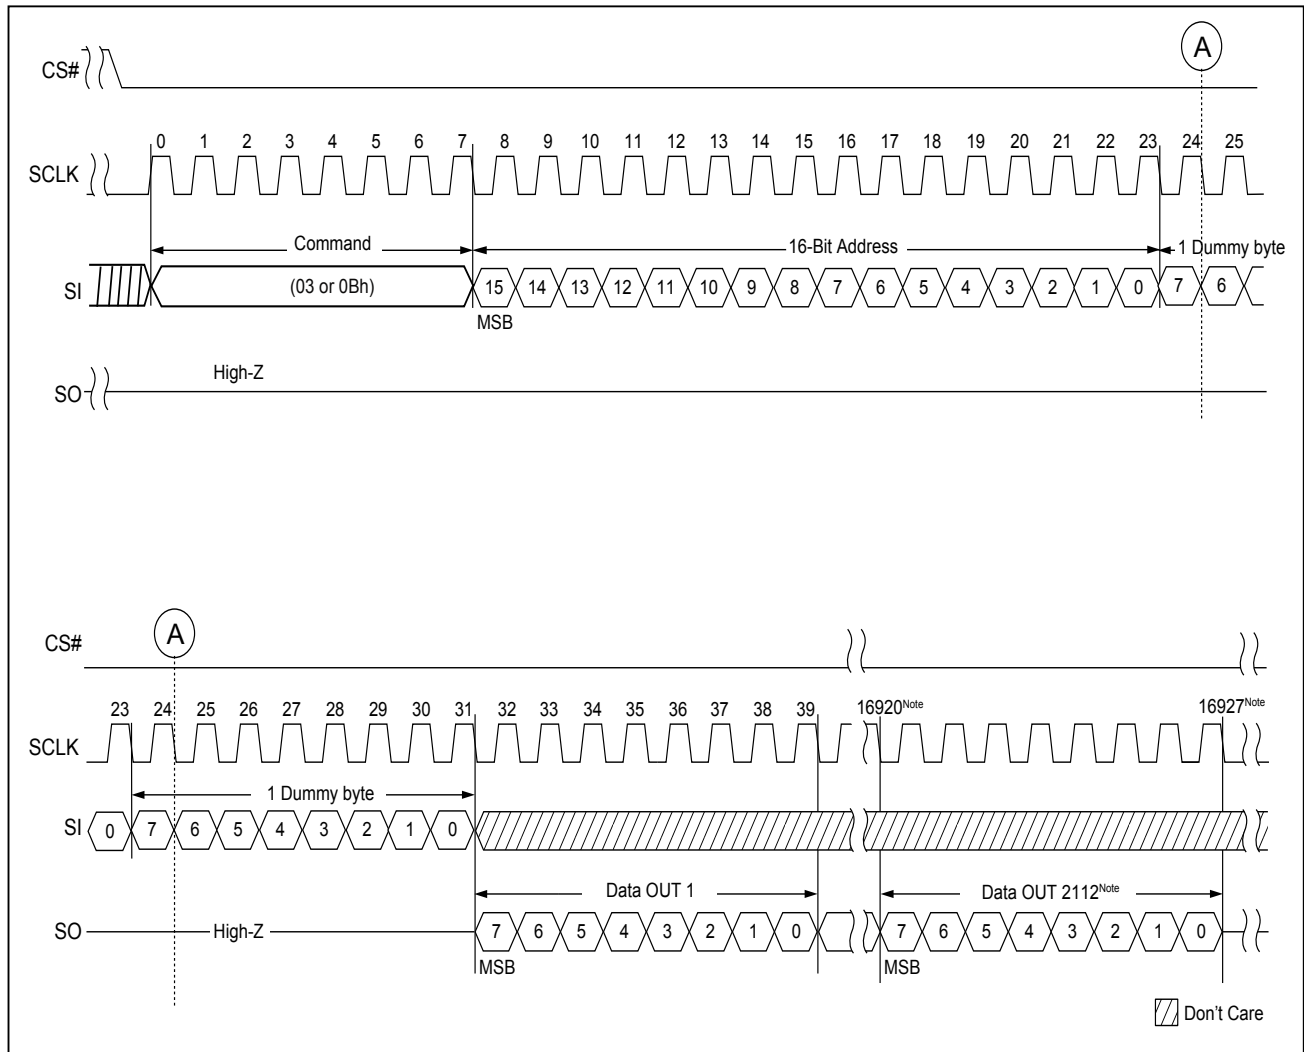 A
CS#
0 1 2 3 4 5 6 7 8 9 10 11 12 13 14 15 16 17 18 19 20 21 22 23 24 25
SCLK
Command 16-Bit Address 1 Dummy byte
SI (03 or 0Bh) 15 14 13 12 11 10 9 8 7 6 5 4 3 2 1 0 7 6
MSB
High-Z
SO
A
CS#
23 24 25 26 27 28 29 30 31 32 33 34 35 36 37 38 39 16920Note 16927Note
SCLK
1 Dummy byte
SI 0 7 6 5 4 3 2 1 0
Data OUT 1 Data OUT 2112Note
SO High-Z 7 6 5 4 3 2 1 0 7 6 5 4 3 2 1 0
MSB MSB
Don't Care